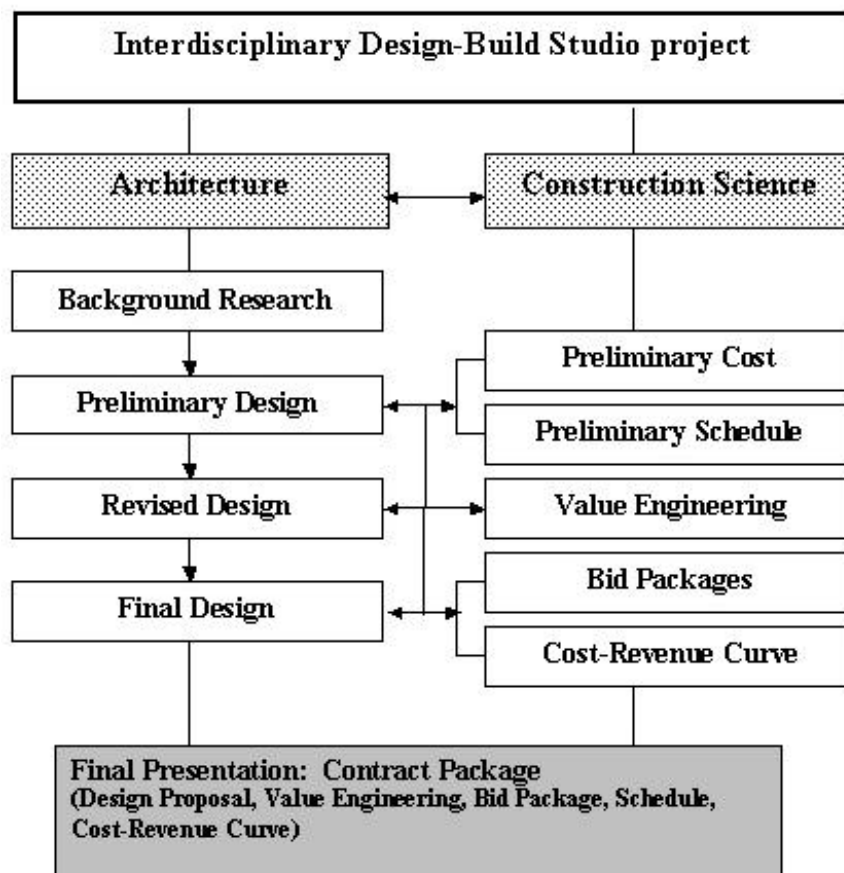 Interdisciplinary Design-Build Studio project
Architecture
Construction Science
Background Research
Preliminary Cost
Preliminary Design
Preliminary Schedule
Revised Design
Value Engineering
Bid Packages
Final Design
Cost-Revenue Curve
Final Presentation: Contract Package
(Design Proposal, Value Engineering, Bid Package, Schedule,
Cost-Revenue Curve)